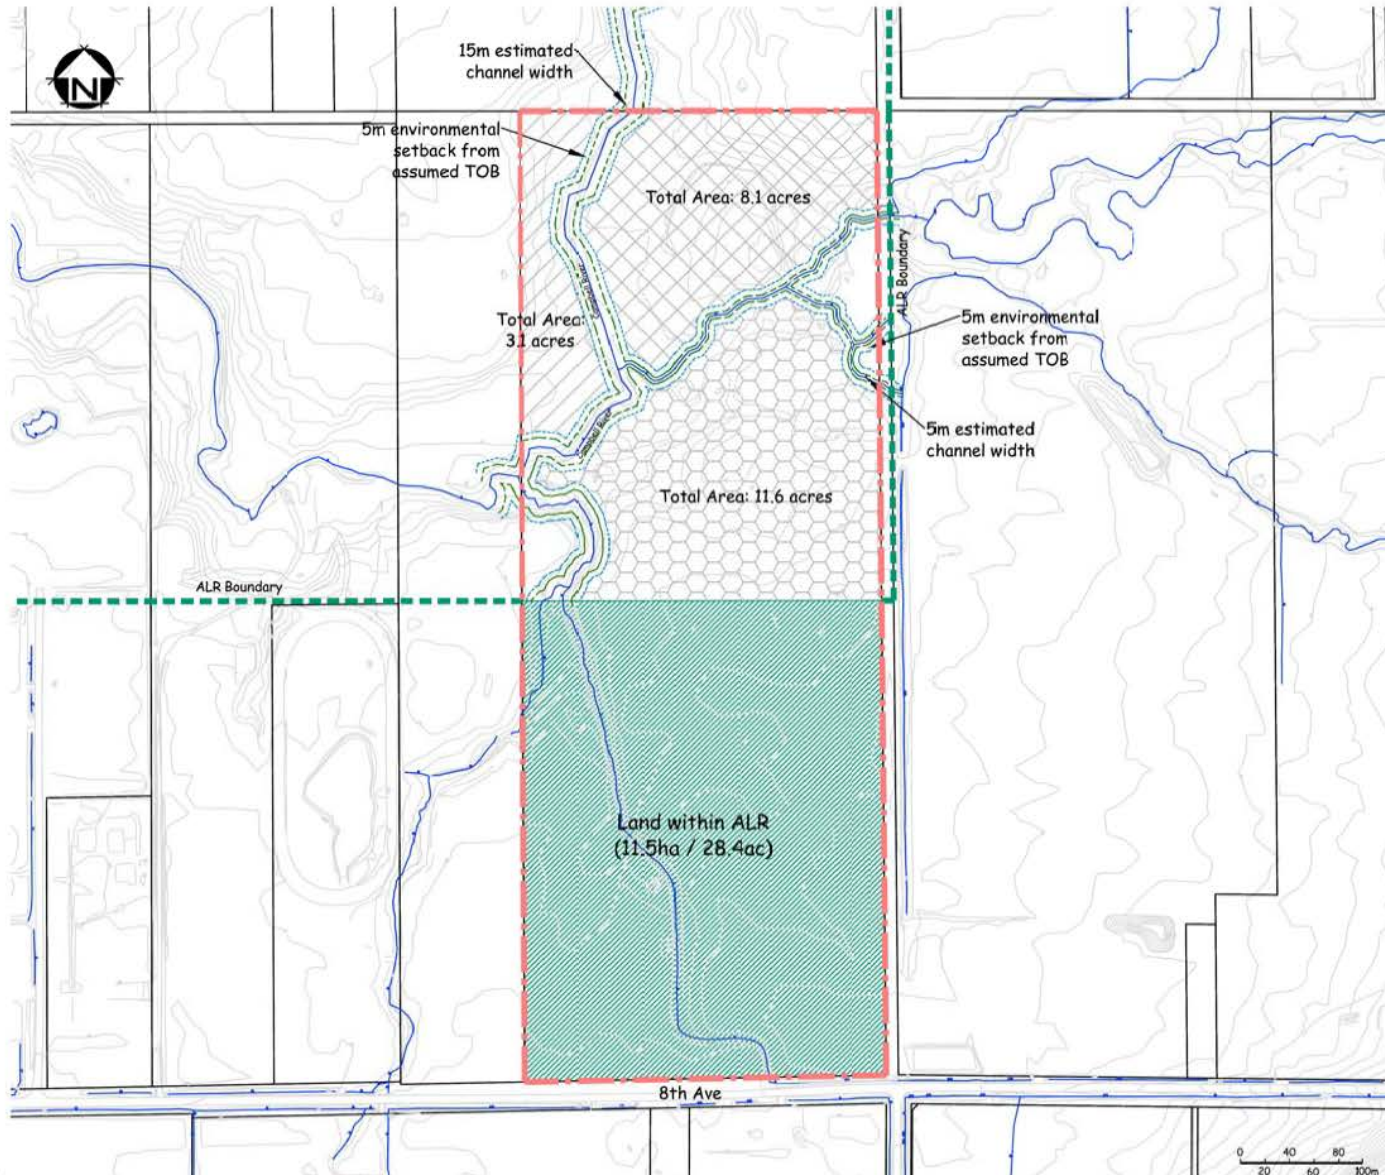 N
15m estimated
channel width
5m environmental
setback from
assumed TOB
Total Area: 8.1 acres
ALR Boundary
Total Area:
3.1 acres
5m environmental
setback from
assumed TOB
5m estimated
channel width
Total Area: 11.6 acres
ALR Boundary
Land within ALR
(11.5ha / 28.4ac)
8th Ave
0 40 80
20 60 100m